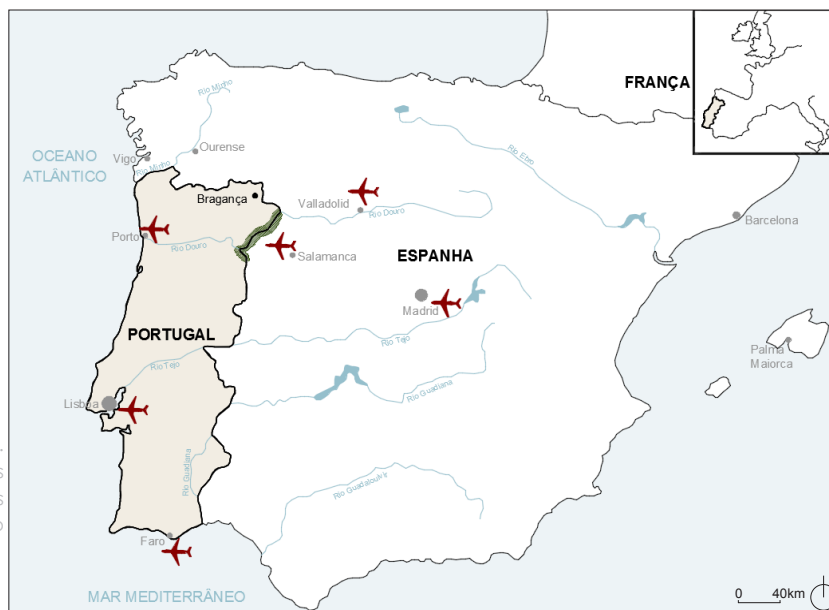 FRANÇA
Rio Minho
OCEANO
ATLÂNTICO
Vigo
Ourense
Rio Minho
Rio Ebro
Bragança
Valladolid
Rio Douro
Barcelona
Porto
Rio Douro
Salamanca
ESPANHA
Madrid
PORTUGAL
Rio Tejo
Palma
Maiorca
Rio Tejo
Lisboa
Rio Guadiana
Rio Guadiana
Rio Guadalquivir
Faro
MAR MEDITERRÂNEO
0 40km